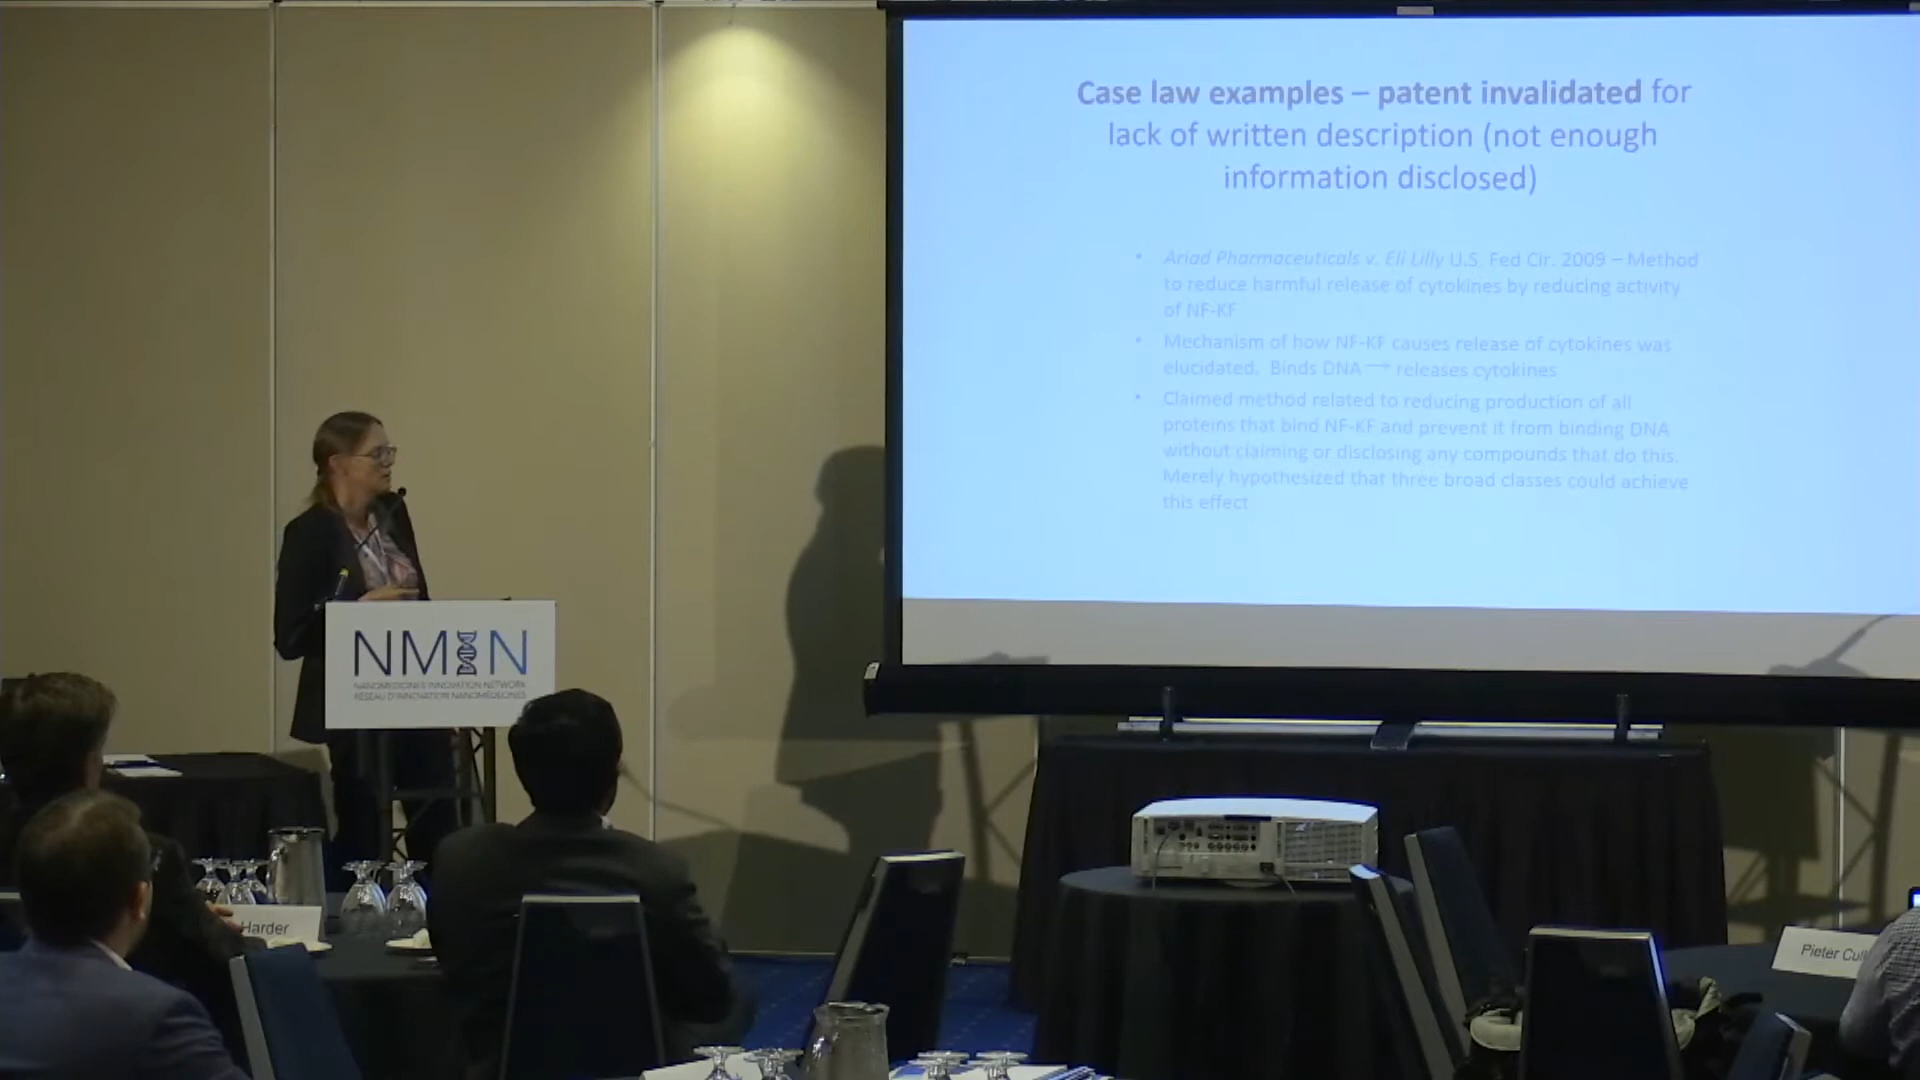 Case law examples – patent invalidated for
lack of written description (not enough
information disclosed)
• Ariad Pharmaceuticals v. Eli Lilly U.S. Fed Cir. 2009 – Method
to reduce harmful release of cytokines by reducing activity
of NF-KF
• Mechanism of how NF-KF causes release of cytokines was
elucidated. Binds DNA → releases cytokines
• Claimed method related to reducing production of all
proteins that bind NF-KF and prevent it from binding DNA
without claiming or disclosing any compounds that do this.
Merely hypothesized that three broad classes could achieve
this effect
NMIN
NANOMEDICINES INNOVATION NETWORK
RÉSEAU D'INNOVATION NANOMÉDECINES
Harder
Pieter